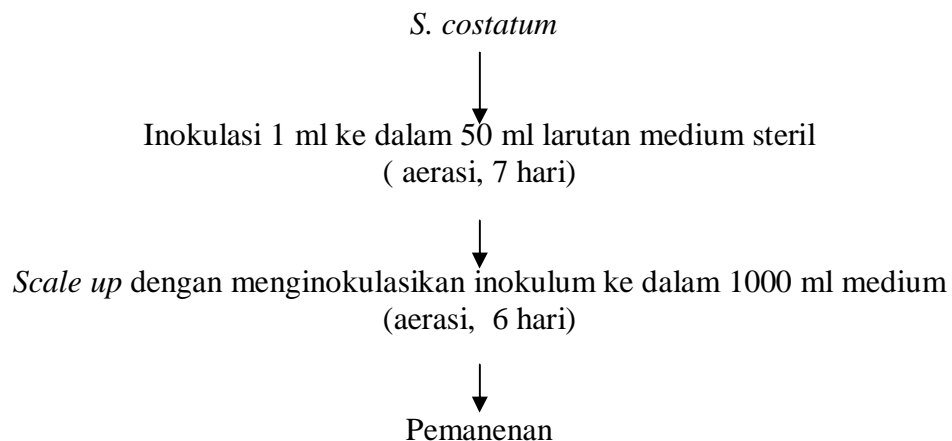 S. costatum
Inokulasi 1 ml ke dalam 50 ml larutan medium steril
( aerasi, 7 hari)
Scale up dengan menginokulasikan inokulum ke dalam 1000 ml medium
(aerasi,  6 hari)
Pemanenan